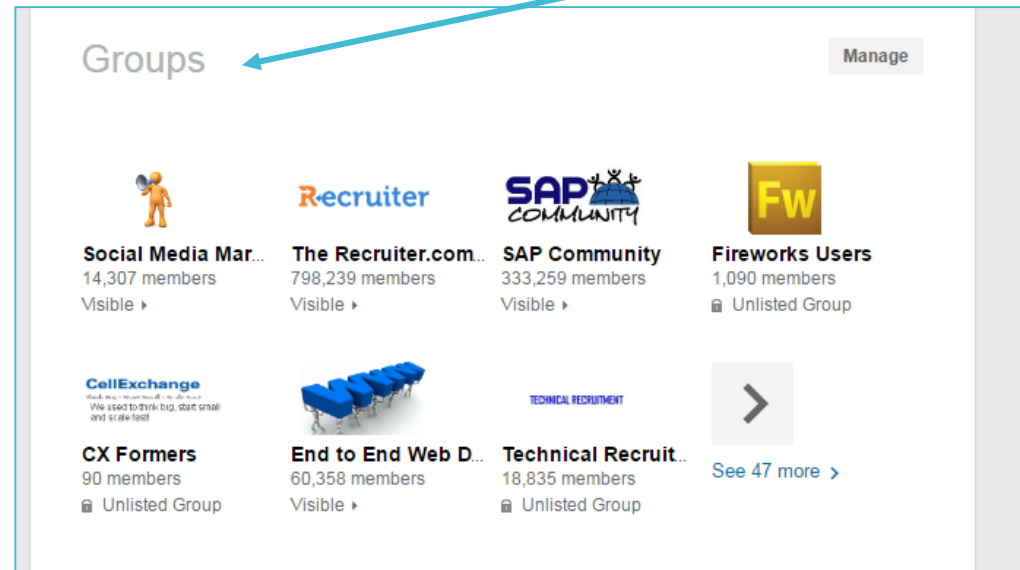 Groups
Manage
Recruiter
SAP
COMMUNITY
Fw
Social Media Mar...
The Recruiter.com...
SAP Community
Fireworks Users
14,307 members
798,239 members
333,259 members
1,090 members
Visible
Visible
Visible
Unlisted Group
CellExchange
We used to think big, start small
and scale fast!
WWW
TECHNICAL RECRUITMENT
CX Formers
End to End Web D...
Technical Recruit...
See 47 more
90 members
60,358 members
18,835 members
Unlisted Group
Visible
Unlisted Group